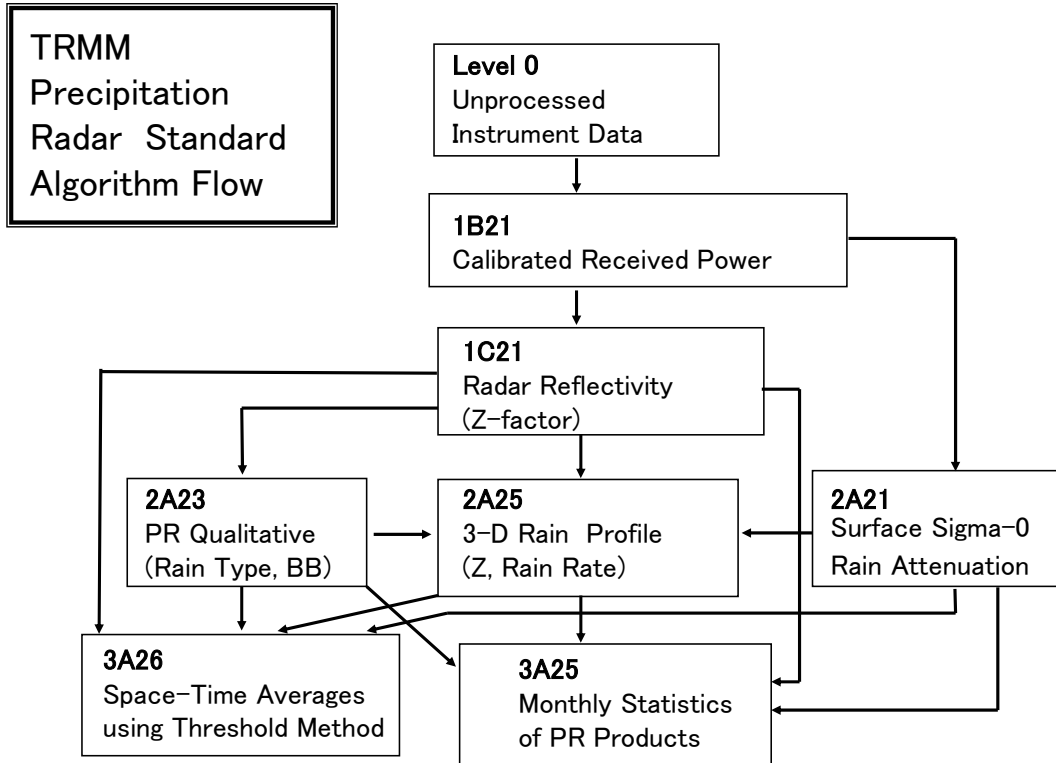 TRMM
Precipitation
Radar Standard
Algorithm Flow
Level 0
Unprocessed
Instrument Data
1B21
Calibrated Received Power
1C21
Radar Reflectivity
(Z-factor)
2A23
PR Qualitative
(Rain Type, BB)
2A25
3-D Rain Profile
(Z, Rain Rate)
2A21
Surface Sigma-0
Rain Attenuation
3A26
Space-Time Averages
using Threshold Method
3A25
Monthly Statistics
of PR Products